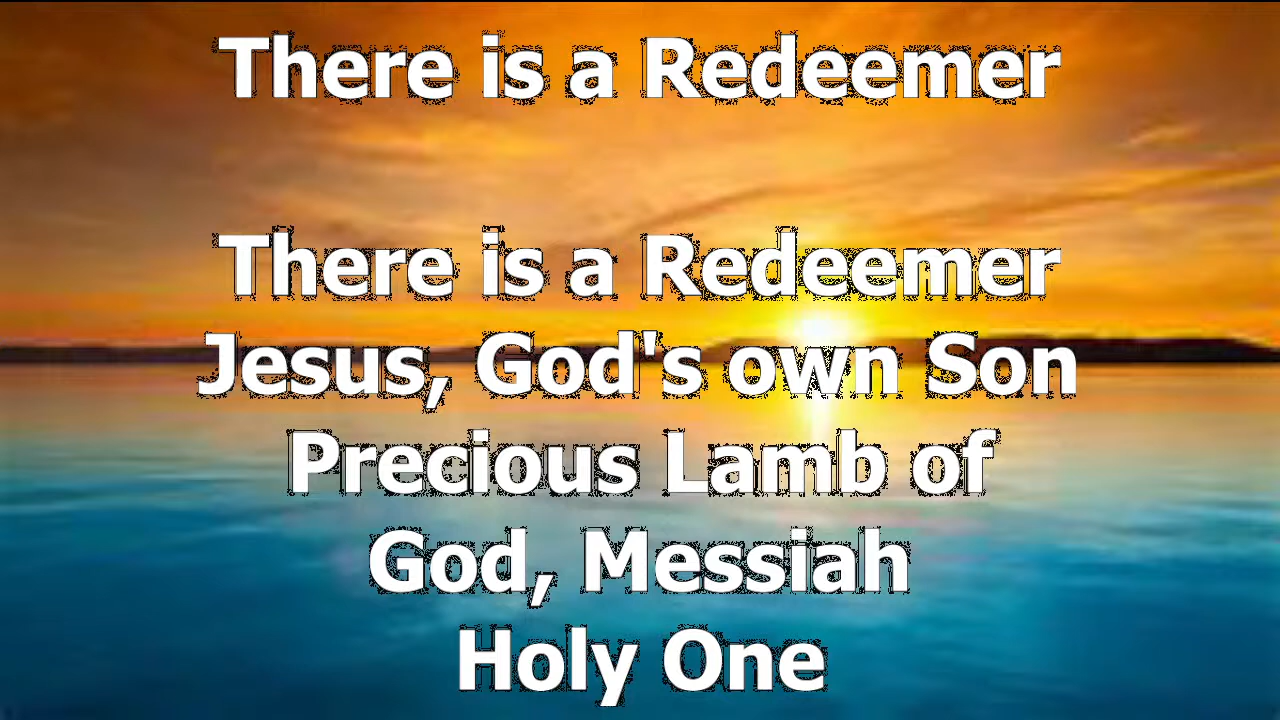 There is a Redeemer
There is a Redeemer
Jesus, God's own Son
Precious Lamb of
God, Messiah
Holy One